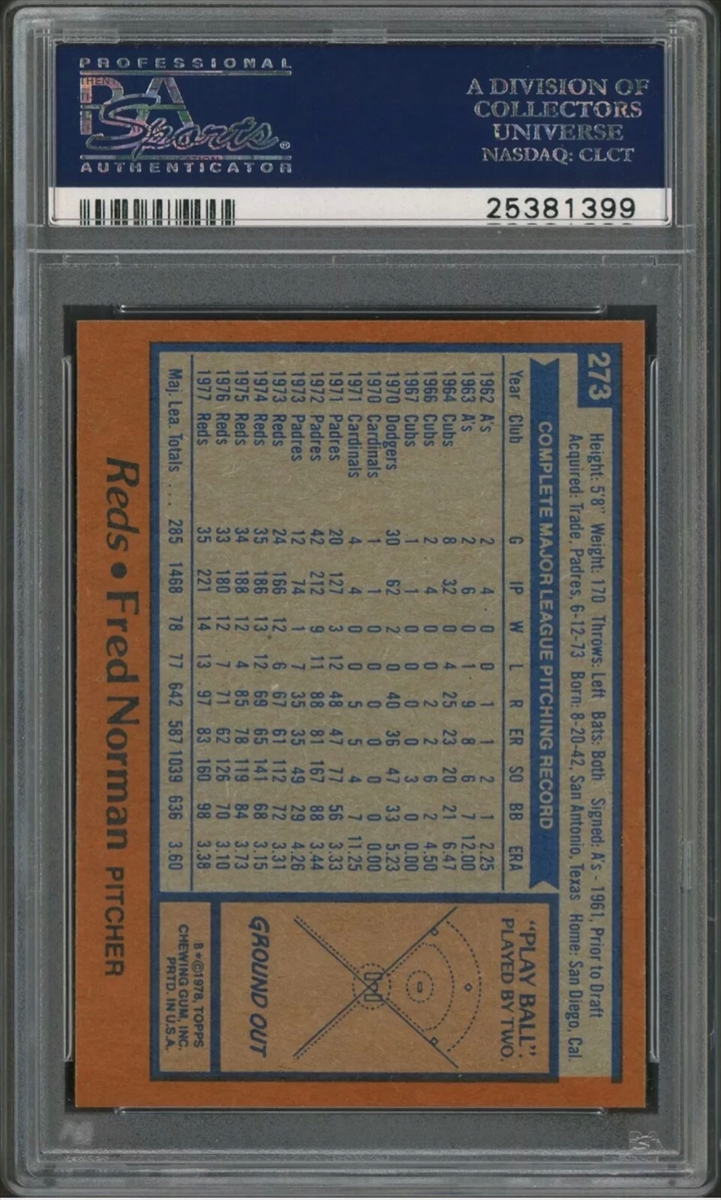 PROFESSIONAL
PSA
Sports ®
AUTHENTICATOR
A DIVISION OF
COLLECTORS
UNIVERSE
NASDAQ: CLCT
25381399
273
Height: 5'8" Weight: 170 Throws: Left Bats: Both Signed: A's - 1961, Prior to Draft
Acquired: Trade, Padres, 6-12-73 Born: 8-20-42, San Antonio, Texas Home: San Diego, Cal.
COMPLETE MAJOR LEAGUE PITCHING RECORD
Year Club G IP W L R ER SO BB ERA
1962 A's 2 4 0 0 1 1 2 1 2.25
1963 A's 2 6 0 1 9 8 6 7 12.00
1964 Cubs 8 32 0 4 25 23 20 21 6.47
1966 Cubs 2 4 0 0 2 2 6 2 4.50
1967 Cubs 1 1 0 0 0 0 3 0 0.00
1970 Dodgers 30 62 2 0 40 36 47 33 5.23
1970 Cardinals 1 1 0 0 0 0 0 0 0.00
1971 Cardinals 4 4 0 0 5 5 4 7 11.25
1971 Padres 20 127 3 12 48 47 77 56 3.33
1972 Padres 42 212 9 11 88 81 167 88 3.44
1973 Padres 12 74 1 7 35 35 49 29 4.26
1973 Reds 24 166 12 6 67 61 112 72 3.31
1974 Reds 35 186 13 12 69 65 141 68 3.15
1975 Reds 34 188 12 4 85 78 119 84 3.73
1976 Reds 33 180 12 7 71 62 126 70 3.10
1977 Reds 35 221 14 13 97 83 160 98 3.38
Maj. Lea. Totals ... 285 1468 78 77 642 587 1039 636 3.60
"PLAY BALL".
PLAYED BY TWO.
GROUND OUT
B*©1978, TOPPS
CHEWING GUM, INC.
PRTD. IN U.S.A.
Reds • Fred Norman PITCHER
PSA